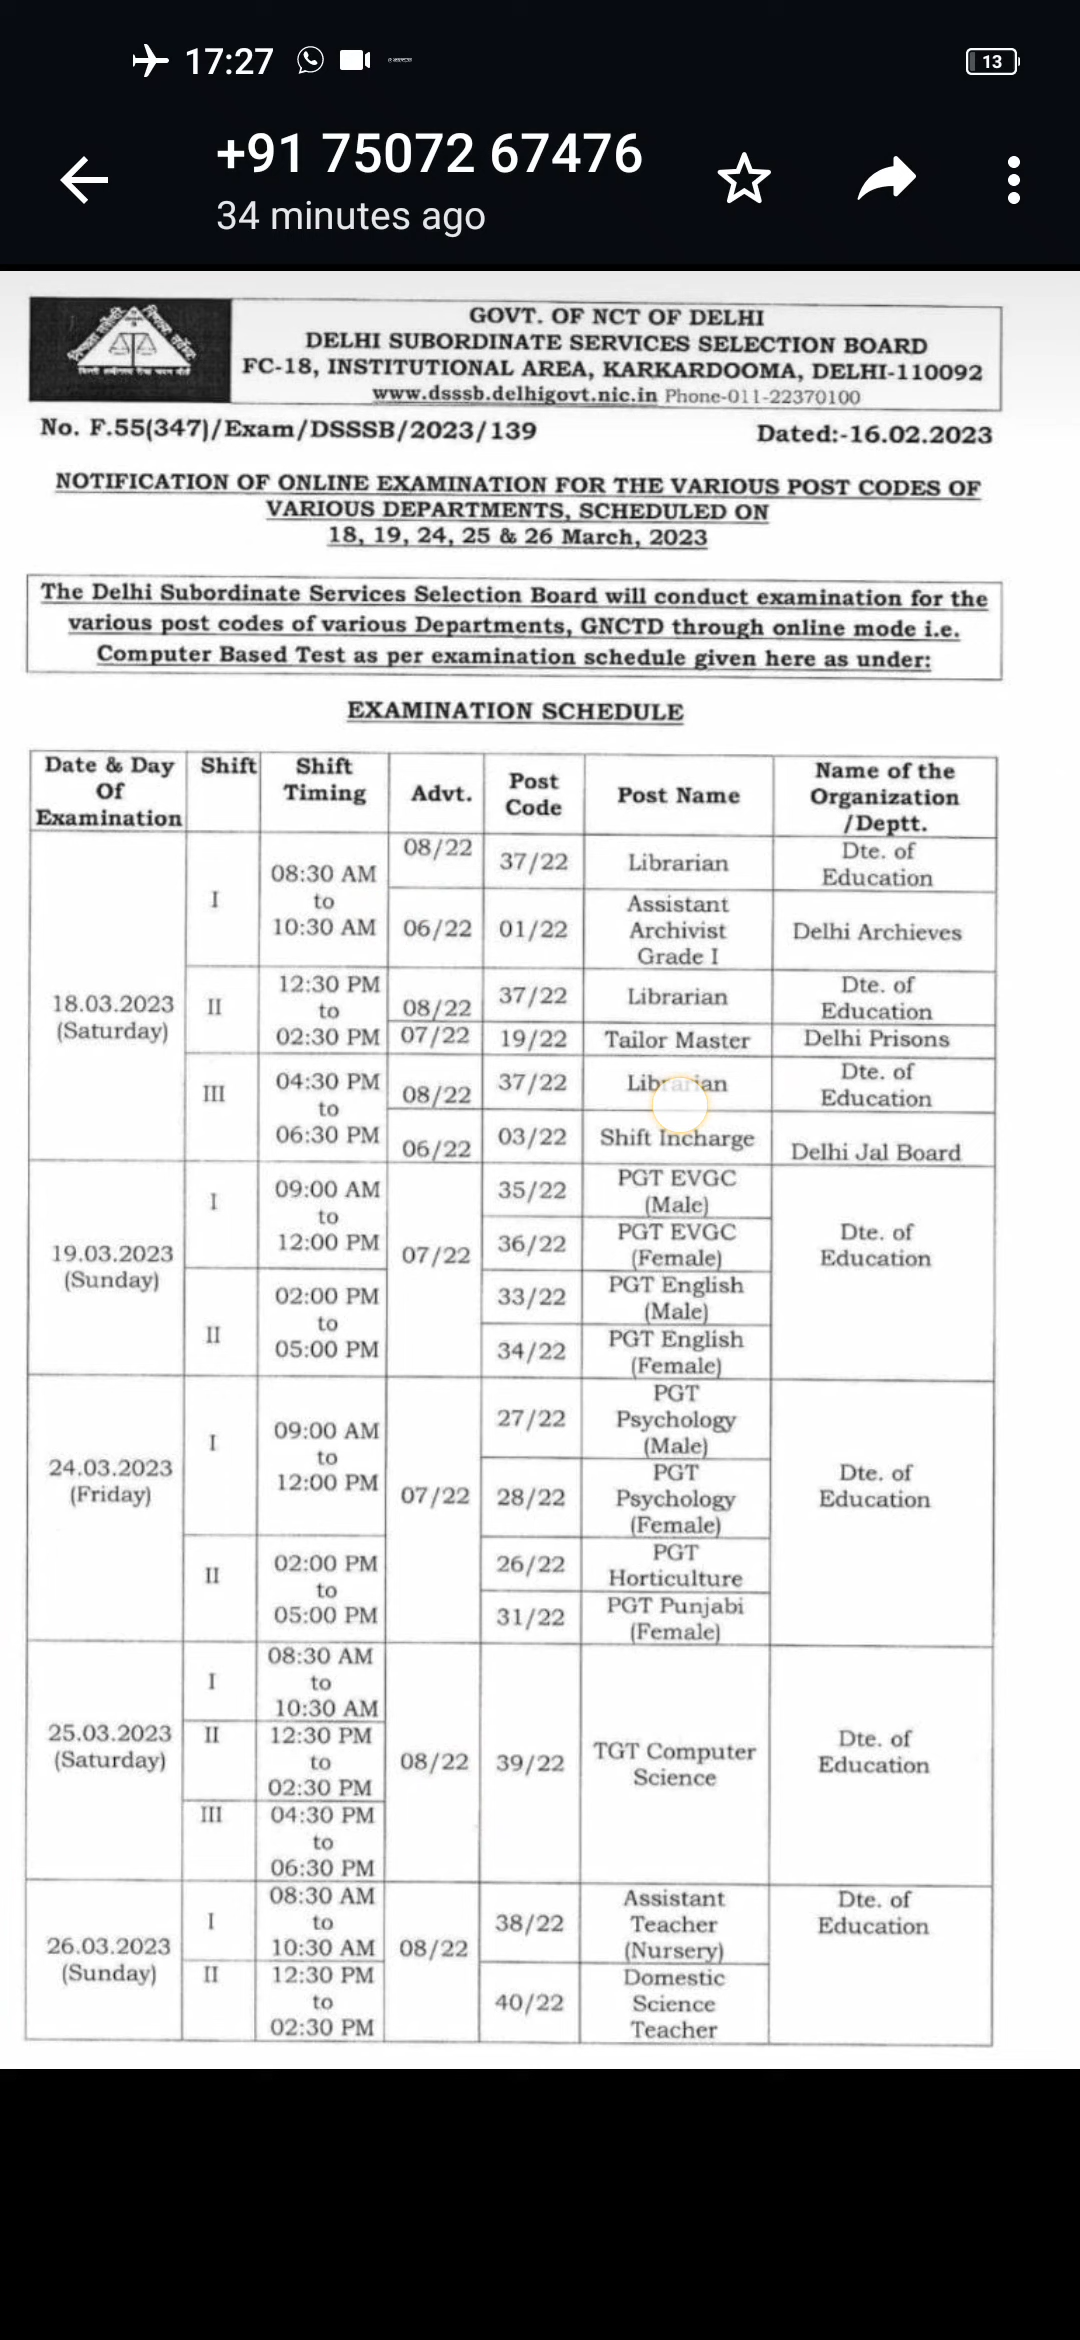 17:27
13
+91 75072 67476
34 minutes ago
GOVT. OF NCT OF DELHI
DELHI SUBORDINATE SERVICES SELECTION BOARD
FC-18, INSTITUTIONAL AREA, KARKARDOOMA, DELHI-110092
www.dsssb.delhigovt.nic.in Phone-011-22370100
No. F.55(347)/Exam/DSSSB/2023/139 Dated:-16.02.2023
NOTIFICATION OF ONLINE EXAMINATION FOR THE VARIOUS POST CODES OF
VARIOUS DEPARTMENTS, SCHEDULED ON
18, 19, 24, 25 & 26 March, 2023
The Delhi Subordinate Services Selection Board will conduct examination for the
various post codes of various Departments, GNCTD through online mode i.e.
Computer Based Test as per examination schedule given here as under:
EXAMINATION SCHEDULE
Date & Day Of Examination Shift Shift Timing Advt. Post Code Post Name Name of the Organization /Deptt.
18.03.2023 (Saturday) I 08:30 AM to 10:30 AM 08/22 37/22 Librarian Dte. of Education
06/22 01/22 Assistant Archivist Grade I Delhi Archieves
II 12:30 PM to 02:30 PM 08/22 37/22 Librarian Dte. of Education
07/22 19/22 Tailor Master Delhi Prisons
III 04:30 PM to 06:30 PM 08/22 37/22 Librarian Dte. of Education
06/22 03/22 Shift Incharge Delhi Jal Board
19.03.2023 (Sunday) I 09:00 AM to 12:00 PM 07/22 35/22 PGT EVGC (Male) Dte. of Education
36/22 PGT EVGC (Female)
II 02:00 PM to 05:00 PM 33/22 PGT English (Male)
34/22 PGT English (Female)
24.03.2023 (Friday) I 09:00 AM to 12:00 PM 07/22 27/22 PGT Psychology (Male) Dte. of Education
28/22 PGT Psychology (Female)
II 02:00 PM to 05:00 PM 26/22 PGT Horticulture
31/22 PGT Punjabi (Female)
25.03.2023 (Saturday) I 08:30 AM to 10:30 AM 08/22 39/22 TGT Computer Science Dte. of Education
II 12:30 PM to 02:30 PM
III 04:30 PM to 06:30 PM
26.03.2023 (Sunday) I 08:30 AM to 10:30 AM 08/22 38/22 Assistant Teacher (Nursery) Dte. of Education
II 12:30 PM to 02:30 PM 40/22 Domestic Science Teacher